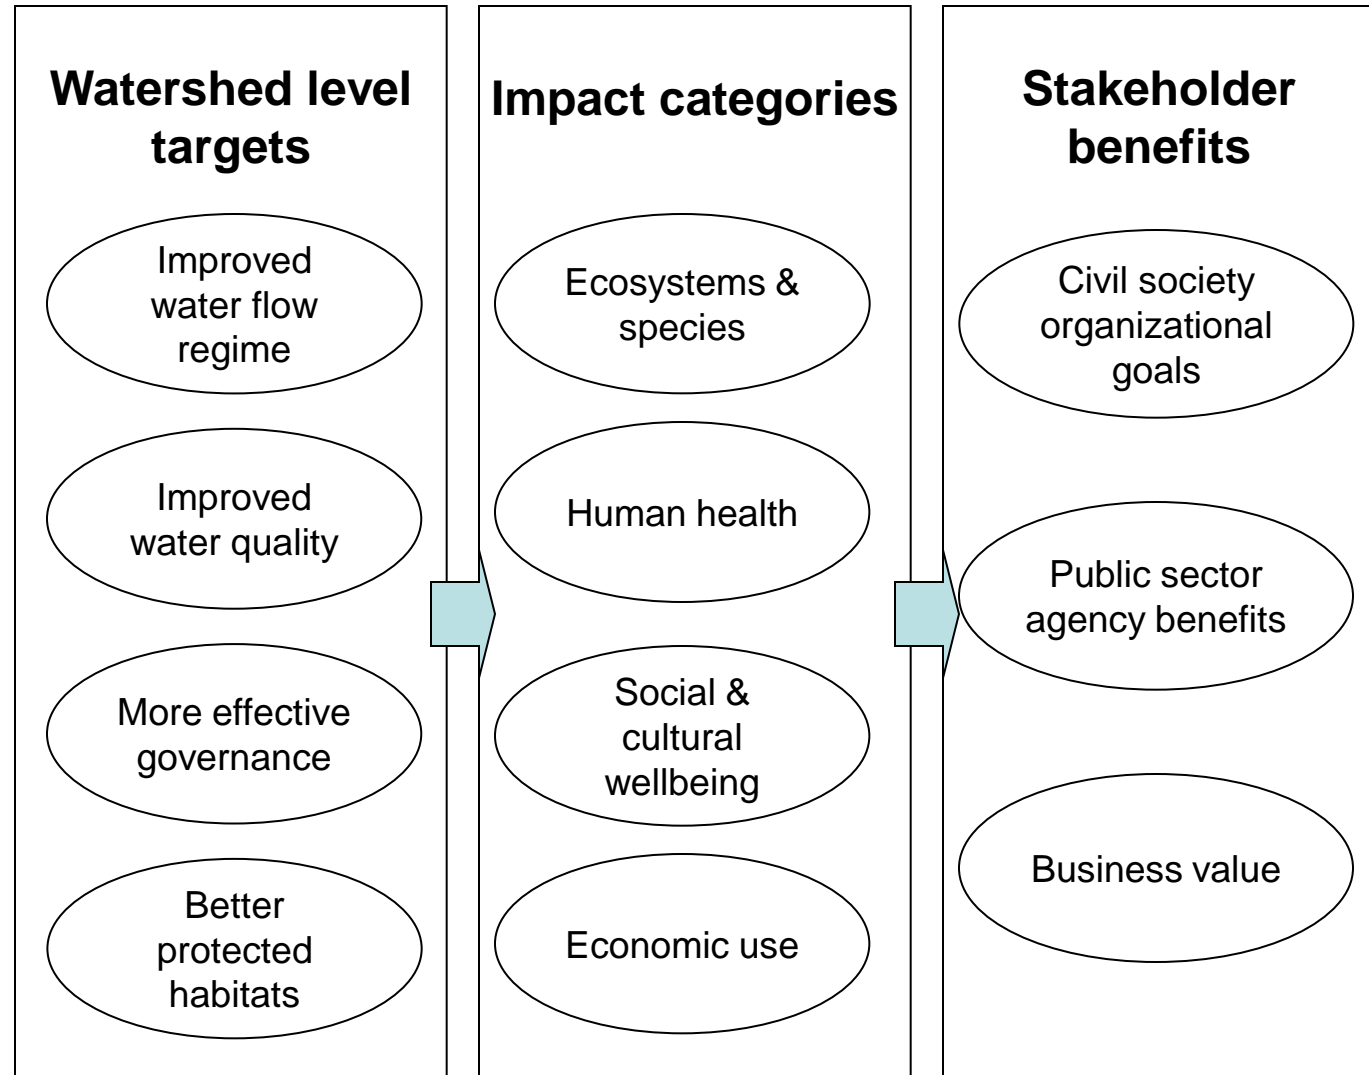 Watershed level
targets
Improved
water flow
regime
Improved
water quality
More effective
governance
Better
protected
habitats
Impact categories
Ecosystems &
species
Human health
Social &
cultural
wellbeing
Economic use
Stakeholder
benefits
Civil society
organizational
goals
Public sector
agency benefits
Business value